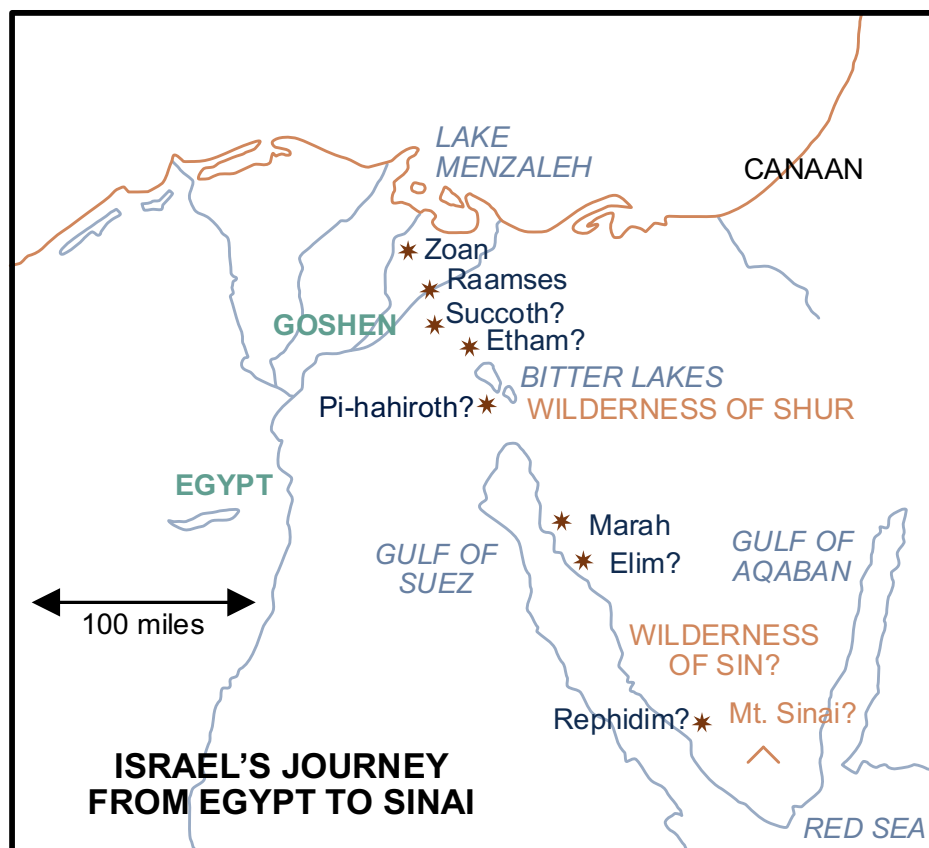 LAKE
MENZALEH
CANAAN
Zoan
Raamses
Succoth?
GOSHEN
Etham?
BITTER LAKES
Pi-hahiroth?
WILDERNESS OF SHUR
EGYPT
Marah
GULF OF
SUEZ
Elim?
GULF OF
AQABAN
100 miles
WILDERNESS
OF SIN?
Rephidim?
Mt. Sinai?
ISRAEL'S JOURNEY
FROM EGYPT TO SINAI
RED SEA